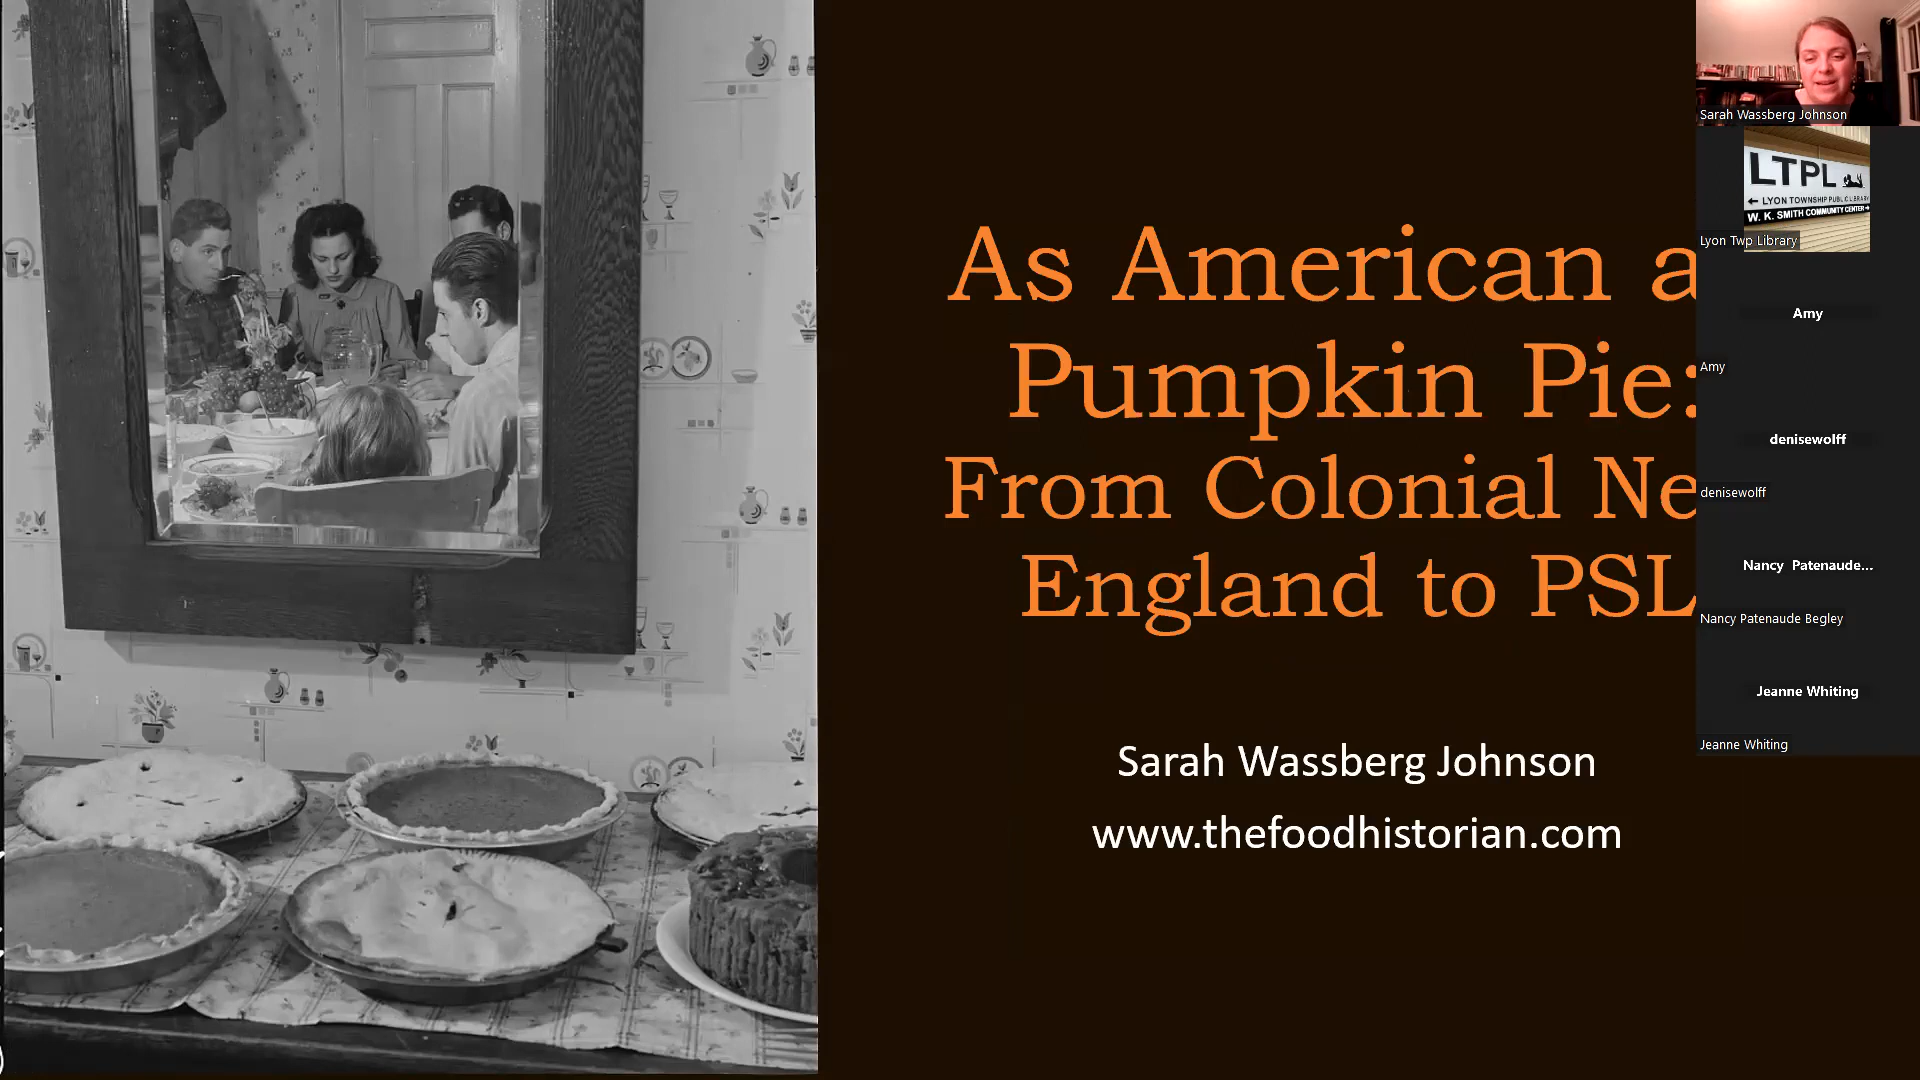 As American a
Pumpkin Pie:
From Colonial Ne
England to PSL
Sarah Wassberg Johnson
www.thefoodhistorian.com
Sarah Wassberg Johnson
LTPL
← LYON TOWNSHIP PUBLIC LIBRARY
W. K. SMITH COMMUNITY CENTER →
Lyon Twp Library
Amy
Amy
denisewolff
denisewolff
Nancy Patenaude...
Nancy Patenaude Begley
Jeanne Whiting
Jeanne Whiting